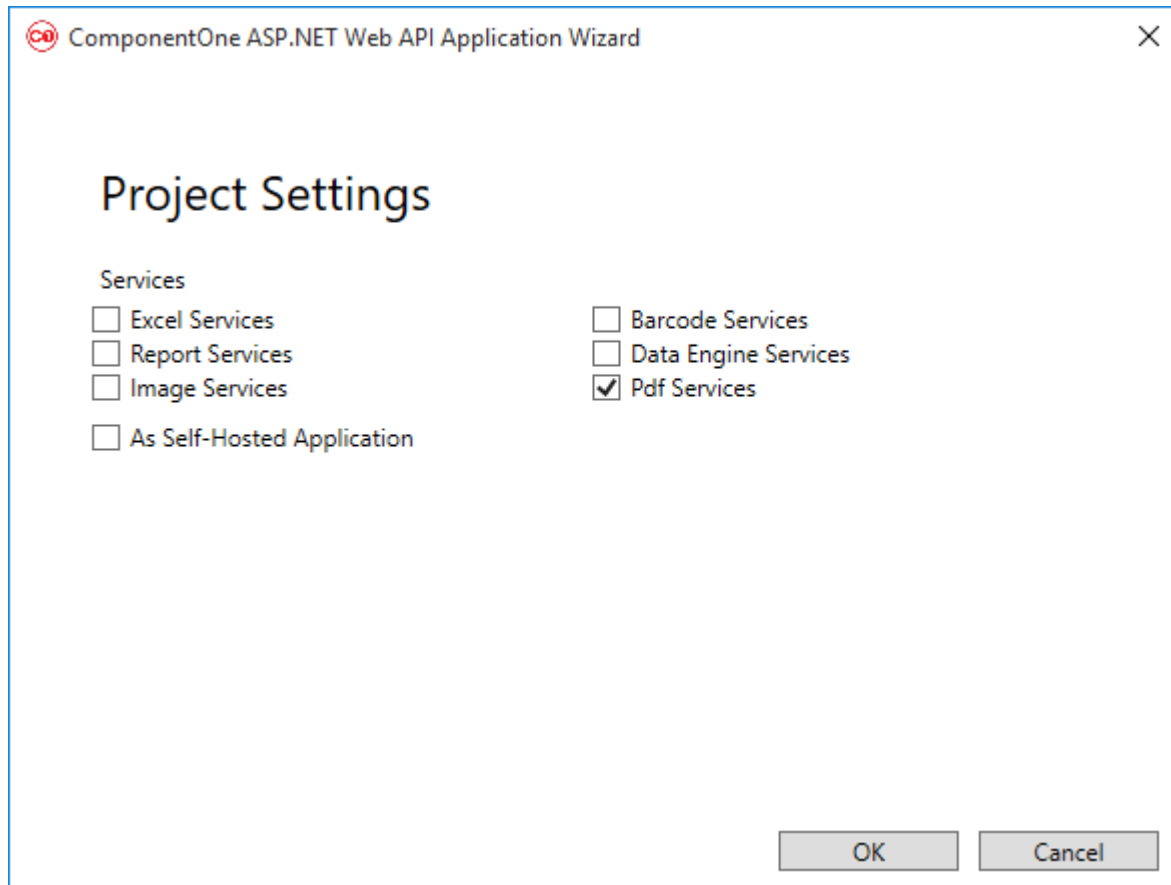 ComponentOne ASP.NET Web API Application Wizard
Project Settings
Services
Excel Services
Barcode Services
Report Services
Data Engine Services
Image Services
Pdf Services
As Self-Hosted Application
OK
Cancel